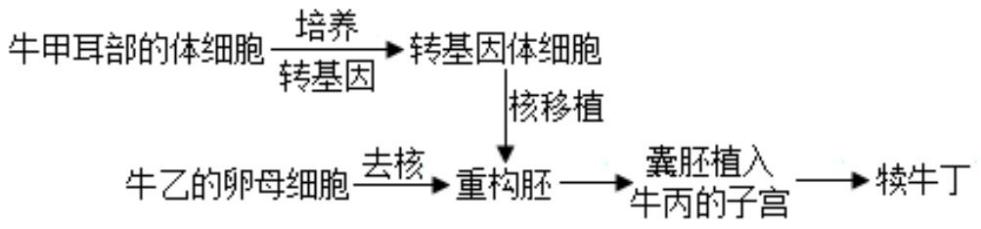 牛甲耳部的体细胞 培养 转基因体细胞
转基因
核移植
牛乙的卵母细胞 去核 重构胚 囊胚植入 犊牛丁
牛丙的子宫